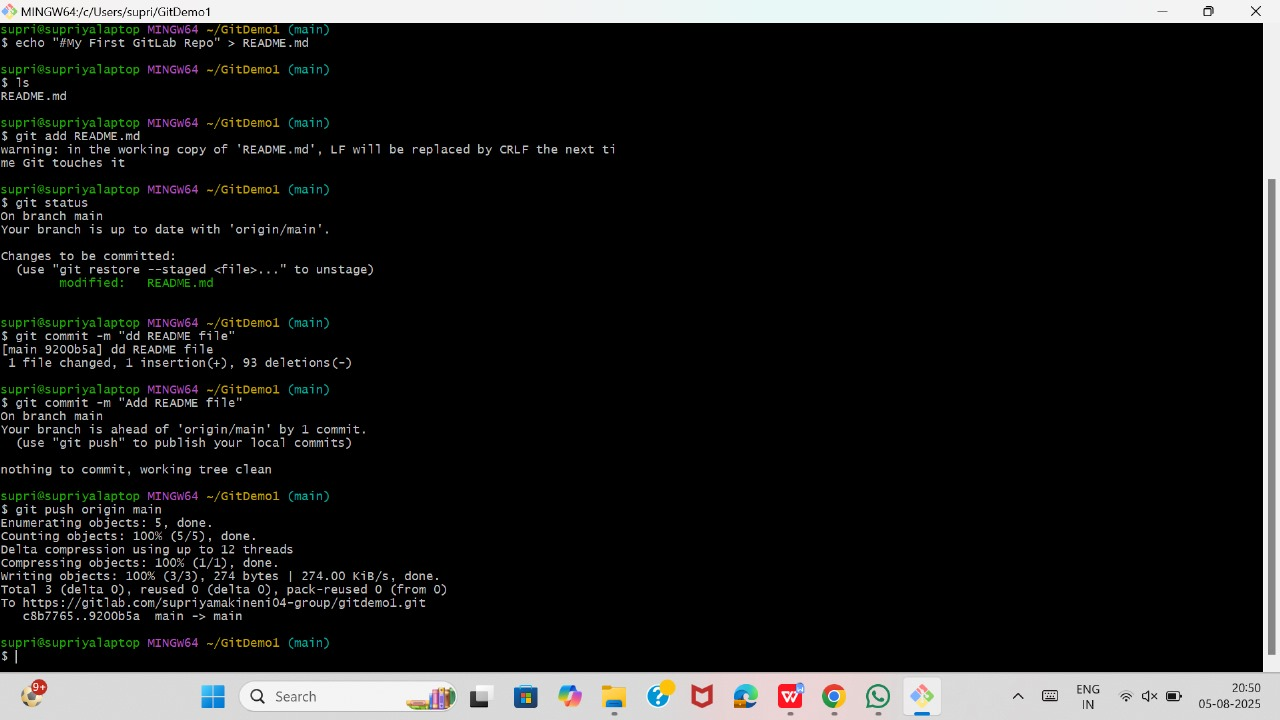 MINGW64:/c/Users/supri/GitDemo1
supri@supriyalaptop MINGW64 ~/GitDemo1 (main)
$ echo "#My First GitLab Repo" > README.md
supri@supriyalaptop MINGW64 ~/GitDemo1 (main)
$ ls
README.md
supri@supriyalaptop MINGW64 ~/GitDemo1 (main)
$ git add README.md
warning: in the working copy of 'README.md', LF will be replaced by CRLF the next ti
me Git touches it
supri@supriyalaptop MINGW64 ~/GitDemo1 (main)
$ git status
On branch main
Your branch is up to date with 'origin/main'.
Changes to be committed:
  (use "git restore --staged <file>..." to unstage)
        modified:   README.md
supri@supriyalaptop MINGW64 ~/GitDemo1 (main)
$ git commit -m "dd README file"
[main 9200b5a] dd README file
 1 file changed, 1 insertion(+), 93 deletions(-)
supri@supriyalaptop MINGW64 ~/GitDemo1 (main)
$ git commit -m "Add README file"
On branch main
Your branch is ahead of 'origin/main' by 1 commit.
  (use "git push" to publish your local commits)
nothing to commit, working tree clean
supri@supriyalaptop MINGW64 ~/GitDemo1 (main)
$ git push origin main
Enumerating objects: 5, done.
Counting objects: 100% (5/5), done.
Delta compression using up to 12 threads
Compressing objects: 100% (1/1), done.
Writing objects: 100% (3/3), 274 bytes | 274.00 KiB/s, done.
Total 3 (delta 0), reused 0 (delta 0), pack-reused 0 (from 0)
To https://gitlab.com/supriyamakineni04-group/gitdemo1.git
   c8b7765..9200b5a  main -> main
supri@supriyalaptop MINGW64 ~/GitDemo1 (main)
$
9+
Search
ENG
IN
20:50
05-08-2025